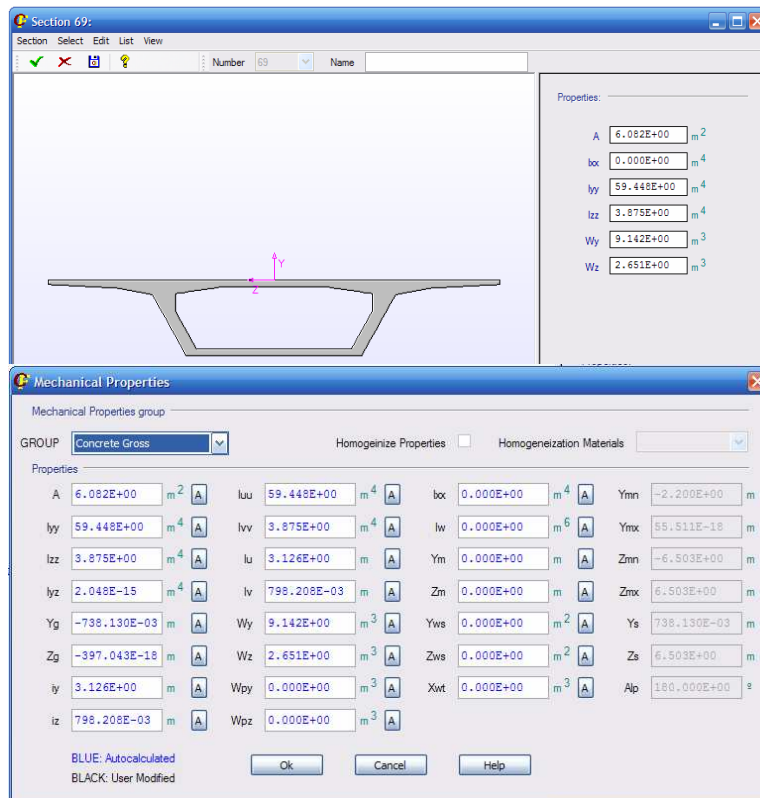 Section 69:
Section Select Edit List View
Number 69 Name
Properties:
A 6.082E+00 m2
Ixx 0.000E+00 m4
Iyy 59.448E+00 m4
Izz 3.875E+00 m4
Wy 9.142E+00 m3
Wz 2.651E+00 m3
Y
Z
Mechanical Properties
Mechanical Properties group
GROUP Concrete Gross Homogeinize Properties Homogeneization Materials
Properties
A 6.082E+00 m2 A Iuu 59.448E+00 m4 A Ixx 0.000E+00 m4 A Ymn -2.200E+00 m
Iyy 59.448E+00 m4 A Ivv 3.875E+00 m4 A Iw 0.000E+00 m6 A Ymx 55.511E-18 m
Izz 3.875E+00 m4 A Iu 3.126E+00 m A Ym 0.000E+00 m A Zmn -6.503E+00 m
Iyz 2.048E-15 m4 A Iv 798.208E-03 m A Zm 0.000E+00 m A Zmx 6.503E+00 m
Yg -738.130E-03 m A Wy 9.142E+00 m3 A Yws 0.000E+00 m2 A Ys 738.130E-03 m
Zg -397.043E-18 m A Wz 2.651E+00 m3 A Zws 0.000E+00 m2 A Zs 6.503E+00 m
iy 3.126E+00 m A Wpy 0.000E+00 m3 A Xwt 0.000E+00 m3 A Alp 180.000E+00 º
iz 798.208E-03 m A Wpz 0.000E+00 m3 A
BLUE: Autocalculated
BLACK: User Modified
Ok Cancel Help